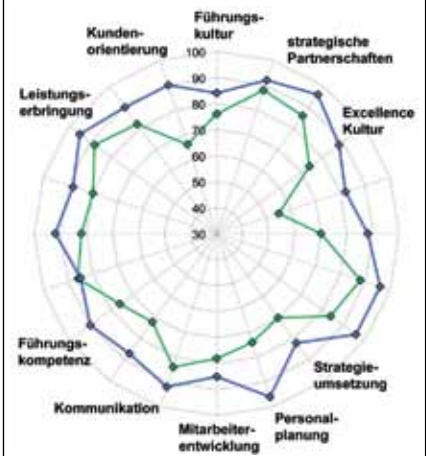 Führungs-
kultur
strategische
Partnerschaften
Excellence
Kultur
Strategie-
umsetzung
Personal-
planung
Mitarbeiter-
entwicklung
Kommunikation
Führungs-
kompetenz
Leistungs-
erbringung
Kunden-
orientierung
100
90
80
70
60
50
40
30